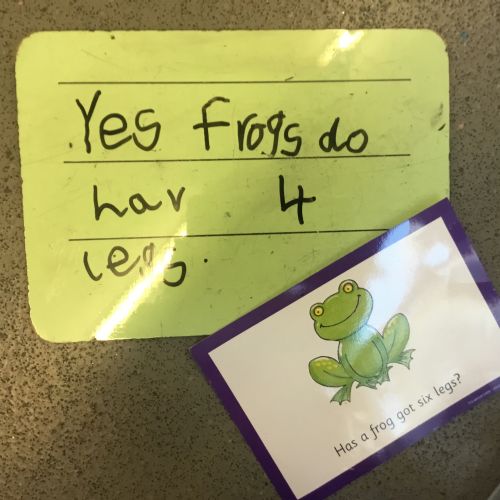 Yes frogs do
hav 4
legs.
Has a frog got six legs?